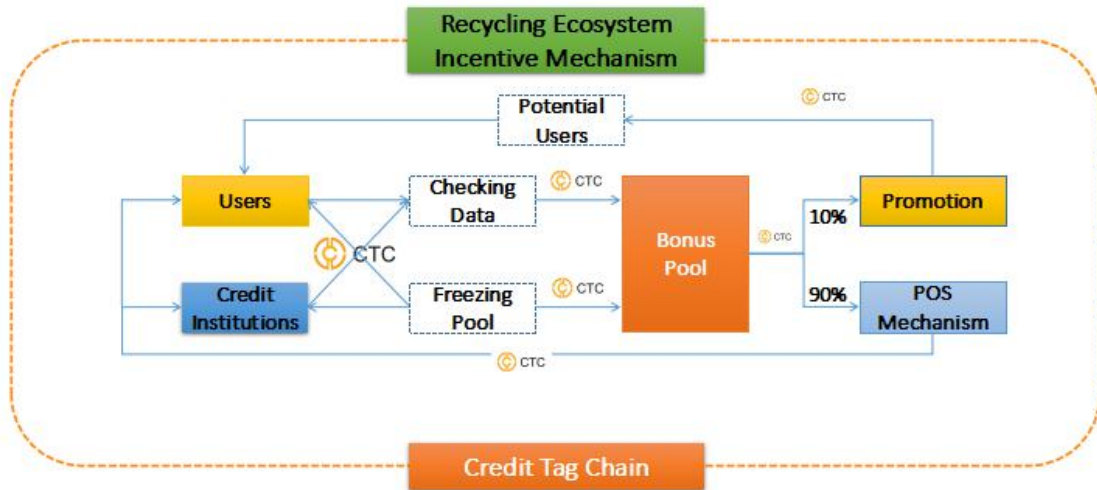 Recycling Ecosystem
Incentive Mechanism
CTC
Potential
Users
Users
Checking
Data
CTC
Bonus
Pool
CTC
10%
Promotion
CTC
Credit
Institutions
Freezing
Pool
CTC
90%
POS
Mechanism
CTC
Credit Tag Chain